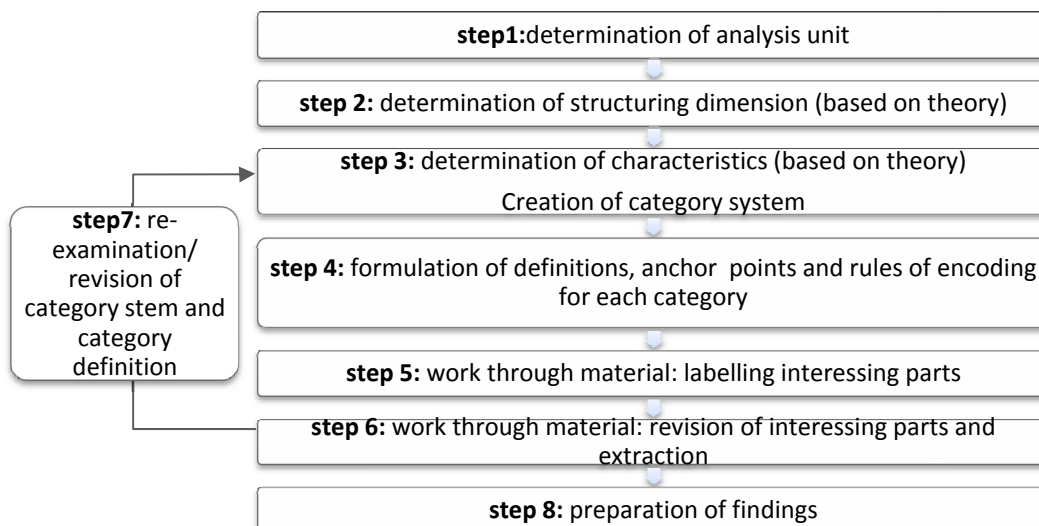 step1:determination of analysis unit
step 2: determination of structuring dimension (based on theory)
step 3: determination of characteristics (based on theory)
Creation of category system
step 4: formulation of definitions, anchor points and rules of encoding
for each category
step 5: work through material: labelling interessing parts
step 6: work through material: revision of interessing parts and
extraction
step7: re-
examination/
revision of
category stem and
category
definition
step 8: preparation of findings